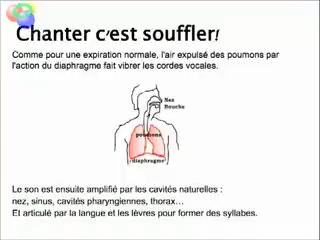 Chanter c'est souffler!
Comme pour une expiration normale, l'air expulsé des poumons par
l'action du diaphragme fait vibrer les cordes vocales.
Nez
Bouche
poumons
diaphragme
Le son est ensuite amplifié par les cavités naturelles :
nez, sinus, cavités pharyngiennes, thorax...
Et articulé par la langue et les lèvres pour former des syllabes.